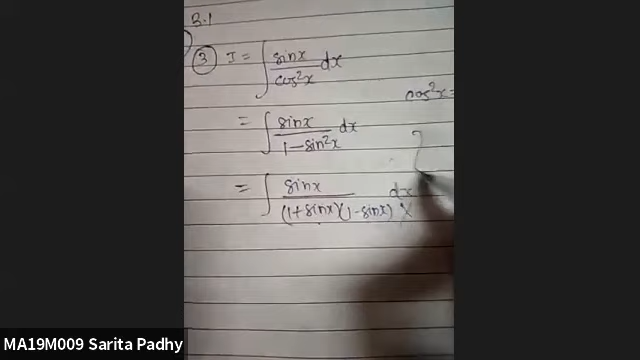 3.1
③ I = ∫ sinx/cos²x dx
cos²x =
= ∫ sinx/1-sin²x dx
= ∫ sinx/(1+sinx)(1-sinx) dx
MA19M009 Sarita Padhy